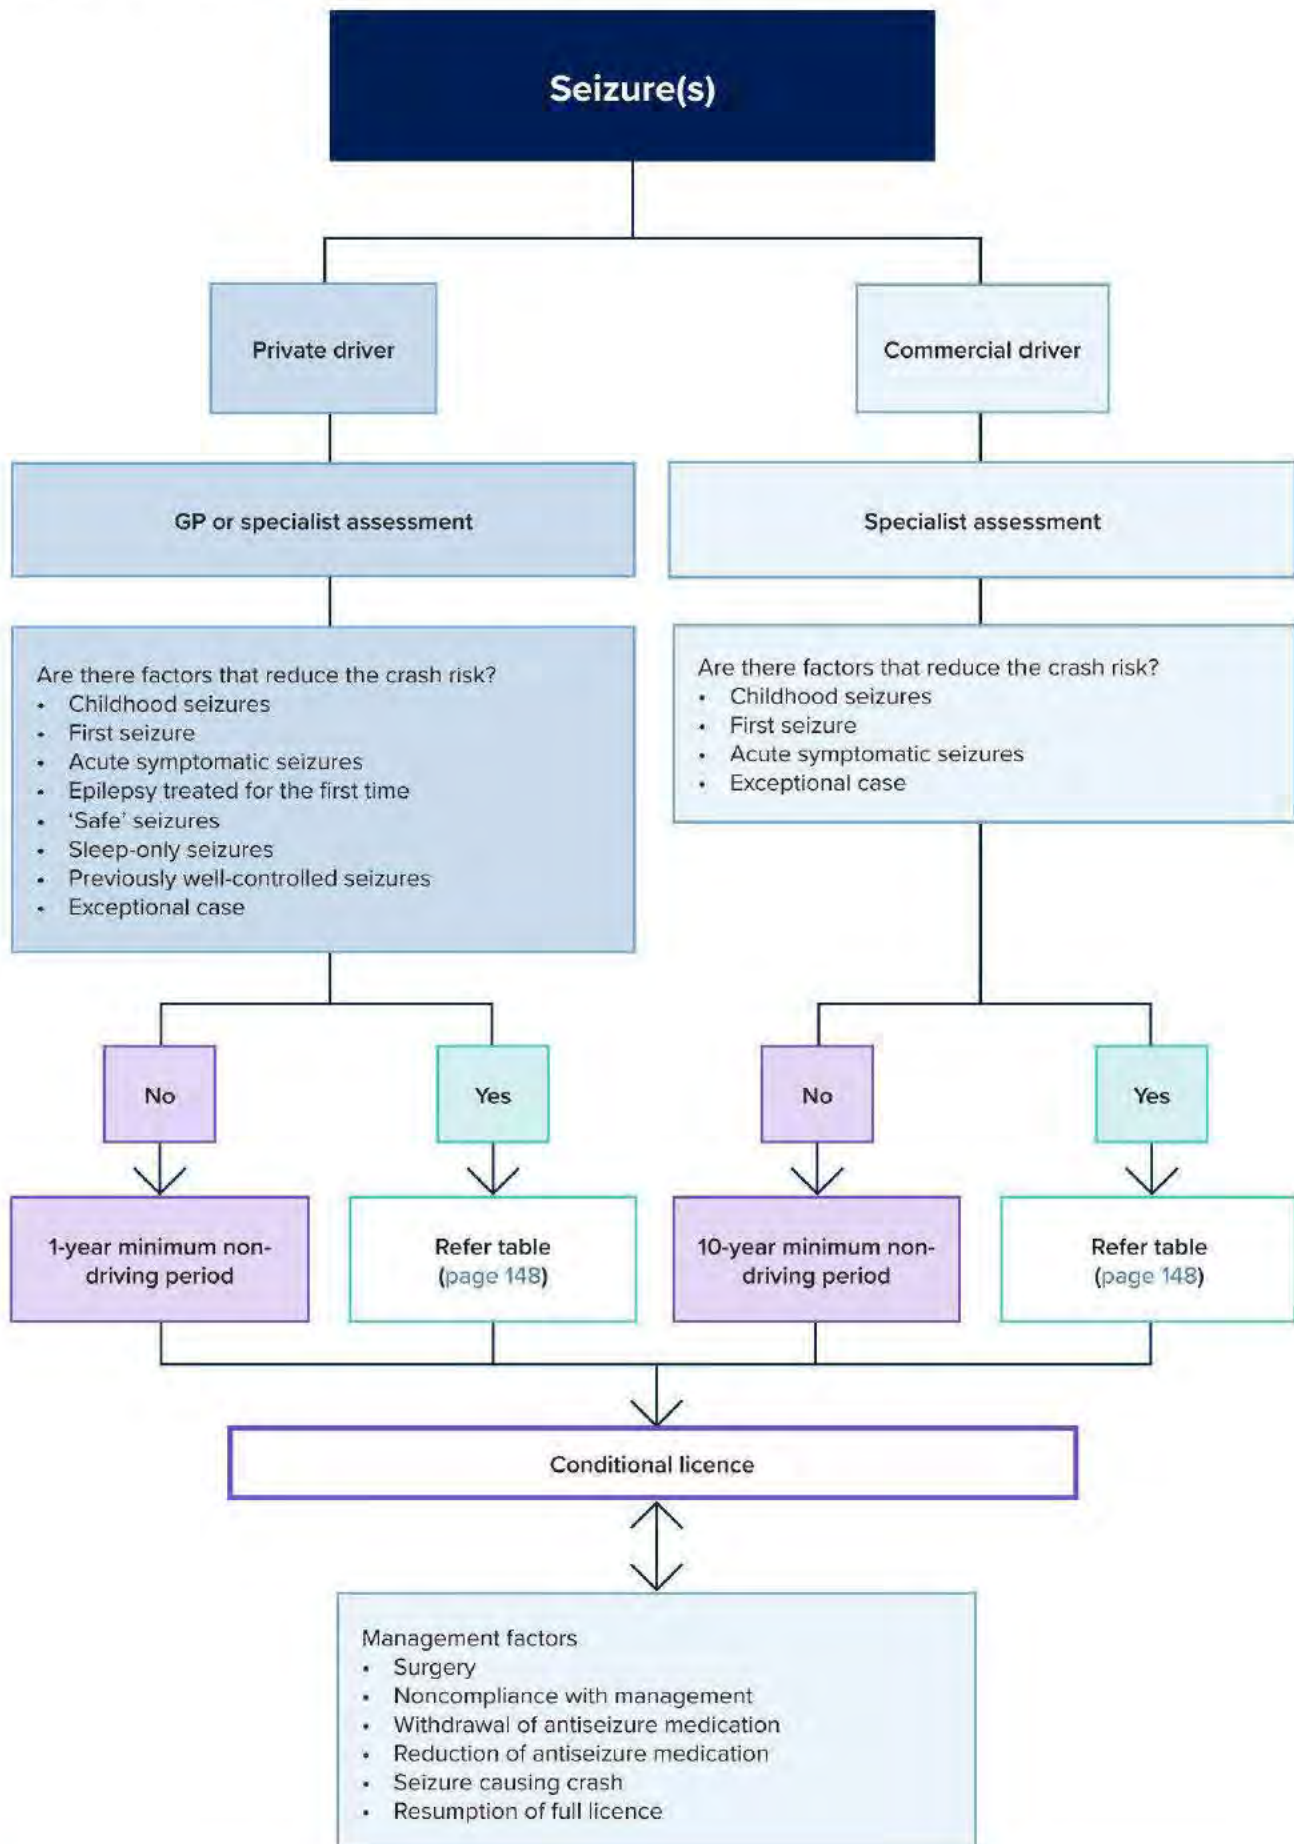 Seizure(s)
Private driver
Commercial driver
GP or specialist assessment
Specialist assessment
Are there factors that reduce the crash risk?
• Childhood seizures
• First seizure
• Acute symptomatic seizures
• Epilepsy treated for the first time
• ‘Safe’ seizures
• Sleep-only seizures
• Previously well-controlled seizures
• Exceptional case
Are there factors that reduce the crash risk?
• Childhood seizures
• First seizure
• Acute symptomatic seizures
• Exceptional case
No
Yes
No
Yes
1-year minimum non-
driving period
Refer table
(page 148)
10-year minimum non-
driving period
Refer table
(page 148)
Conditional licence
Management factors
• Surgery
• Noncompliance with management
• Withdrawal of antiseizure medication
• Reduction of antiseizure medication
• Seizure causing crash
• Resumption of full licence